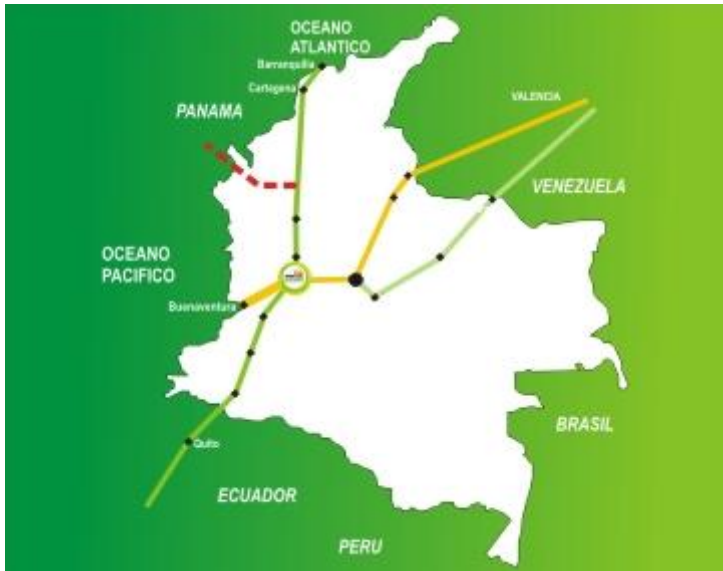 OCEANO
ATLANTICO
Barranquilla
Cartagena
PANAMA
VALENCIA
VENEZUELA
OCEANO
PACIFICO
Buenaventura
BRASIL
Quito
ECUADOR
PERU